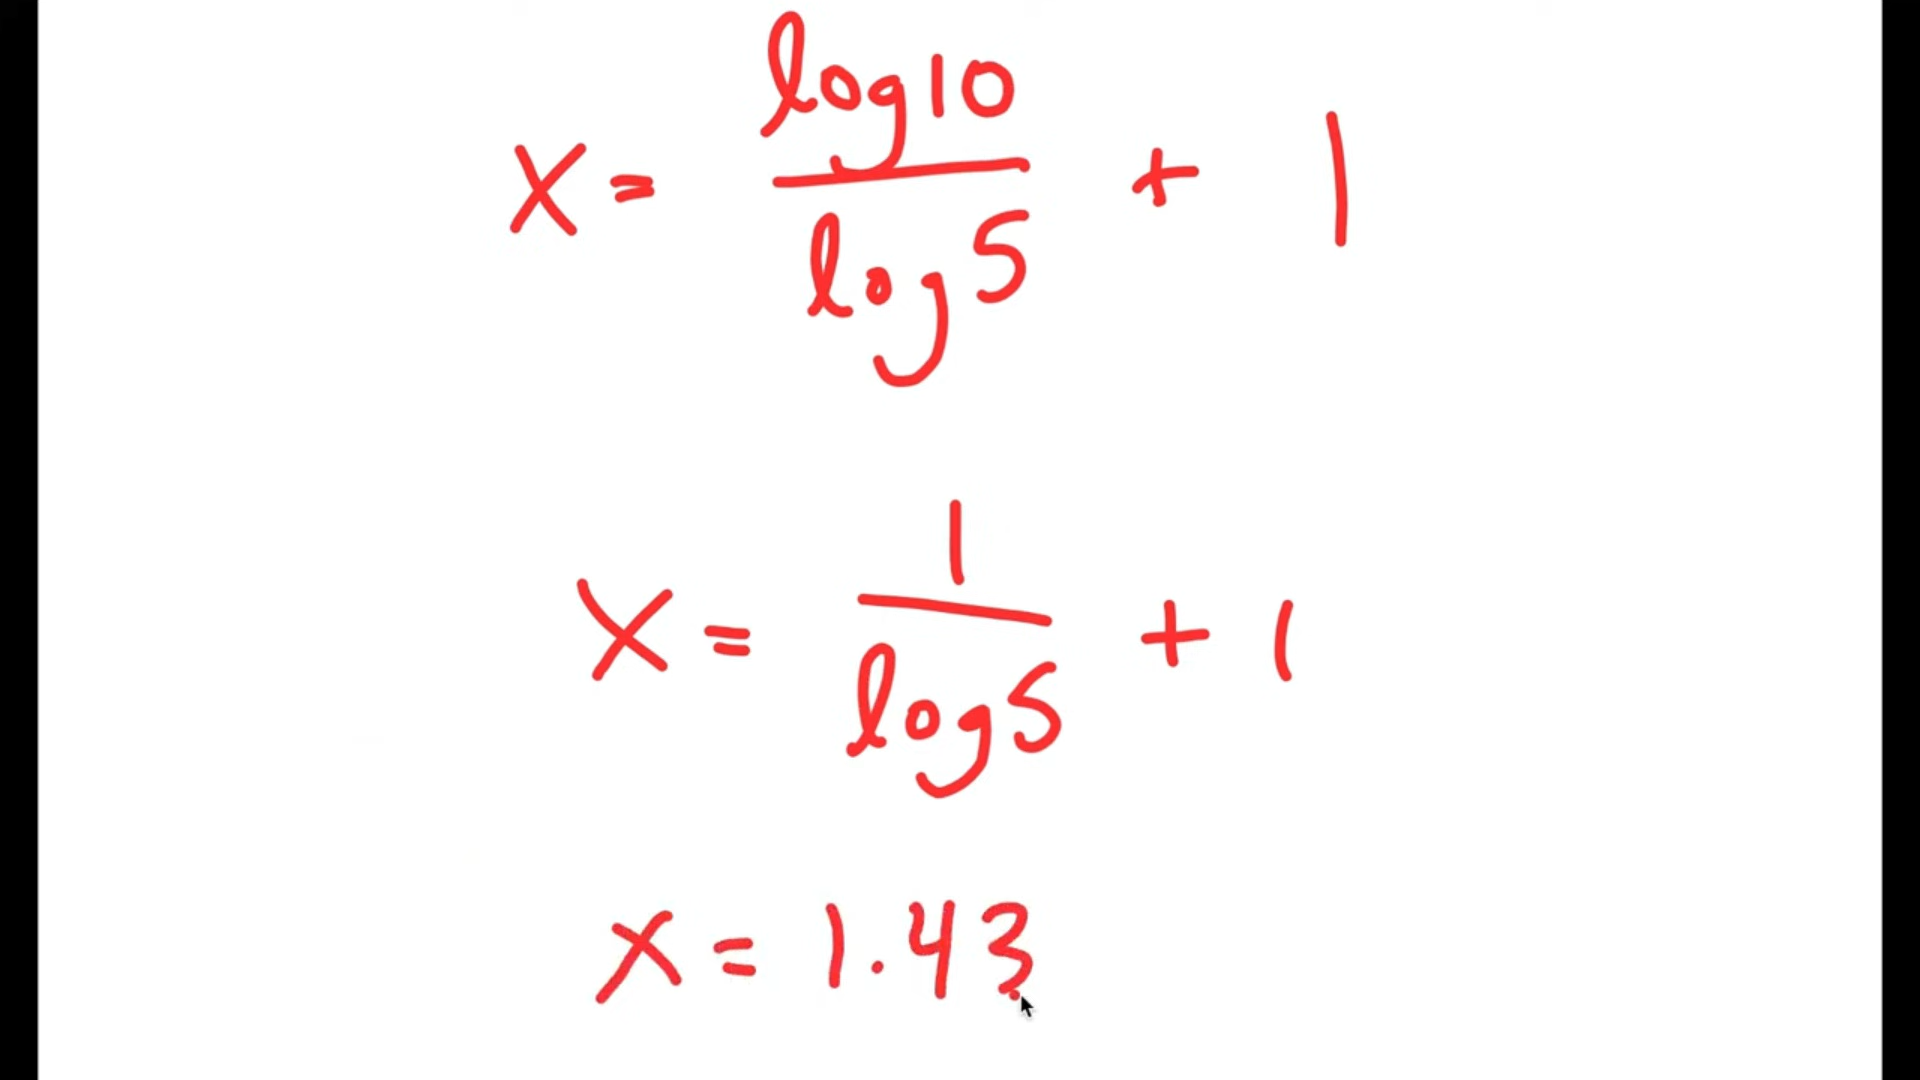 x = log10 / log5 + 1
x = 1 / log5 + 1
x = 1.43